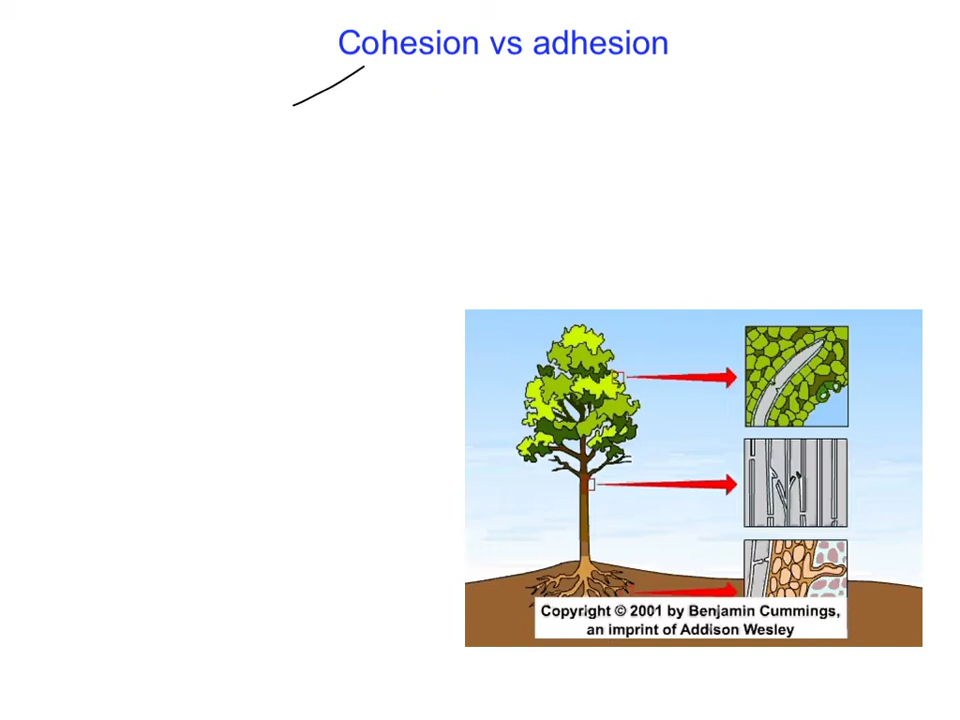 Cohesion vs adhesion
Copyright © 2001 by Benjamin Cummings,
an imprint of Addison Wesley